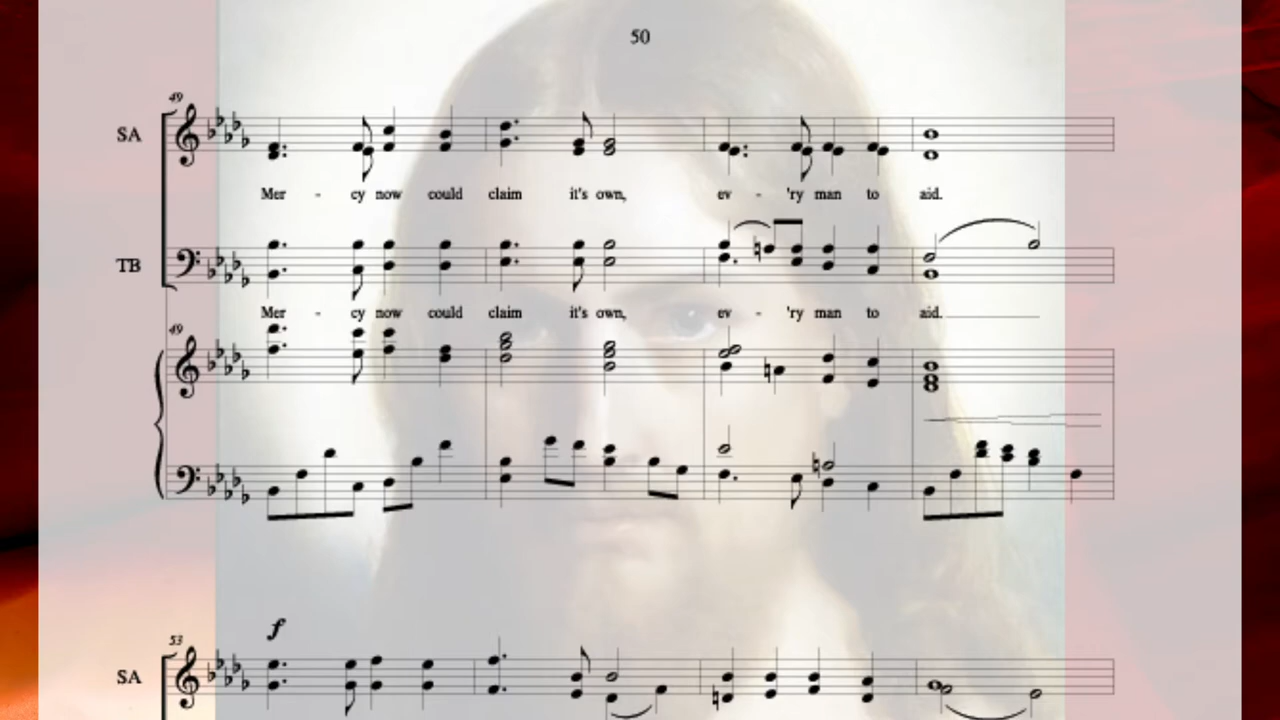 50
49
SA
Mer - cy now could claim it's own, ev - 'ry man to aid.
TB
Mer - cy now could claim it's own, ev - 'ry man to aid.
49
f
53
SA